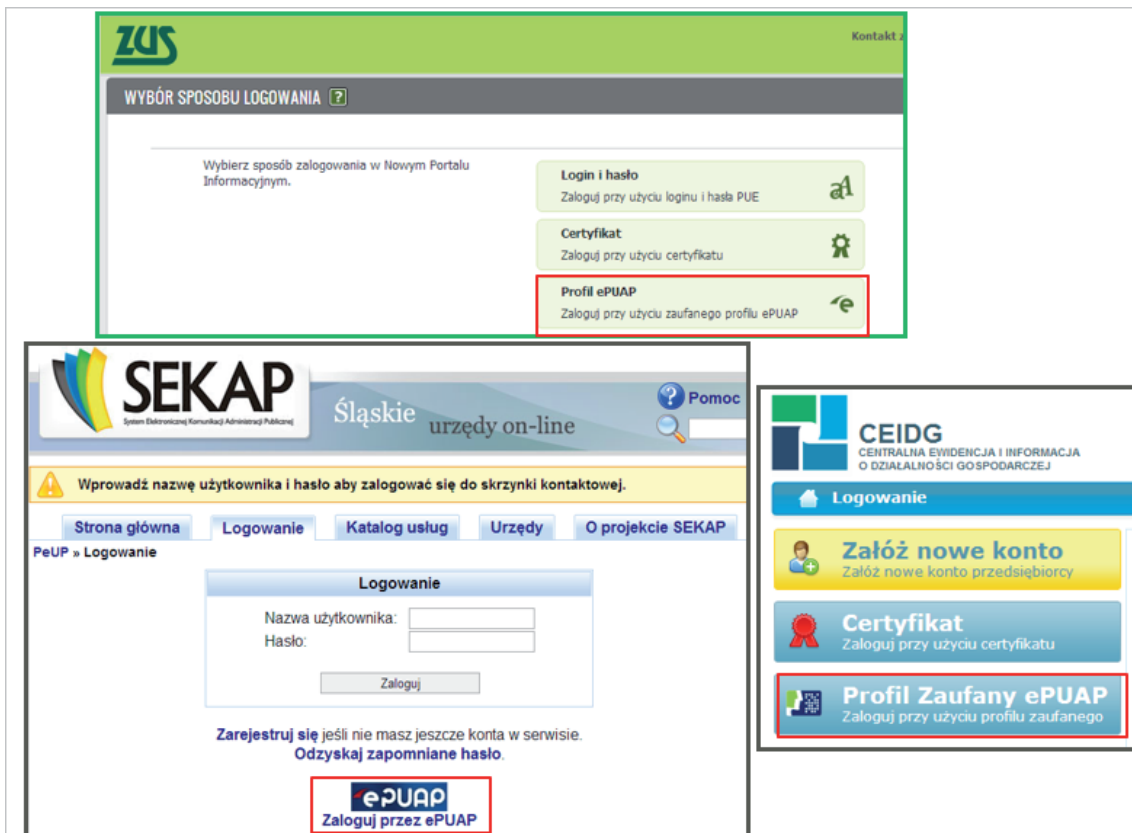 ZUS
Kontakt z
WYBÓR SPOSOBU LOGOWANIA ?
Wybierz sposób zalogowania w Nowym Portalu
Informacyjnym.
Login i hasło
Zaloguj przy użyciu loginu i hasła PUE
aA
Certyfikat
Zaloguj przy użyciu certyfikatu
Profil ePUAP
Zaloguj przy użyciu zaufanego profilu ePUAP
e
SEKAP
System Elektronicznej Komunikacji Administracji Publicznej
Śląskie
urzędy on-line
? Pomoc
Wprowadź nazwę użytkownika i hasło aby zalogować się do skrzynki kontaktowej.
Strona główna Logowanie Katalog usług Urzędy O projekcie SEKAP
PeUP » Logowanie
Logowanie
Nazwa użytkownika:
Hasło:
Zaloguj
Zarejestruj się jeśli nie masz jeszcze konta w serwisie.
Odzyskaj zapomniane hasło.
ePUAP
Zaloguj przez ePUAP
CEIDG
CENTRALNA EWIDENCJA I INFORMACJA
O DZIAŁALNOŚCI GOSPODARCZEJ
Logowanie
Załóż nowe konto
Załóż nowe konto przedsiębiorcy
Certyfikat
Zaloguj przy użyciu certyfikatu
Profil Zaufany ePUAP
Zaloguj przy użyciu profilu zaufanego